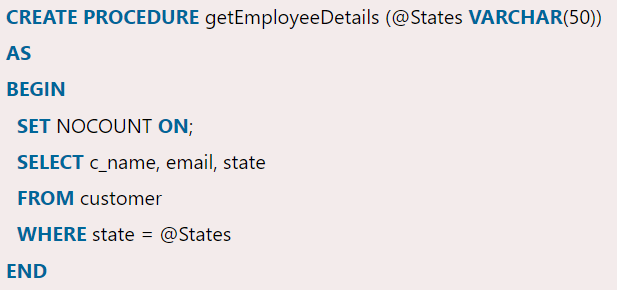 CREATE PROCEDURE getEmployeeDetails (@States VARCHAR(50))
AS
BEGIN
SET NOCOUNT ON;
SELECT c_name, email, state
FROM customer
WHERE state = @States
END